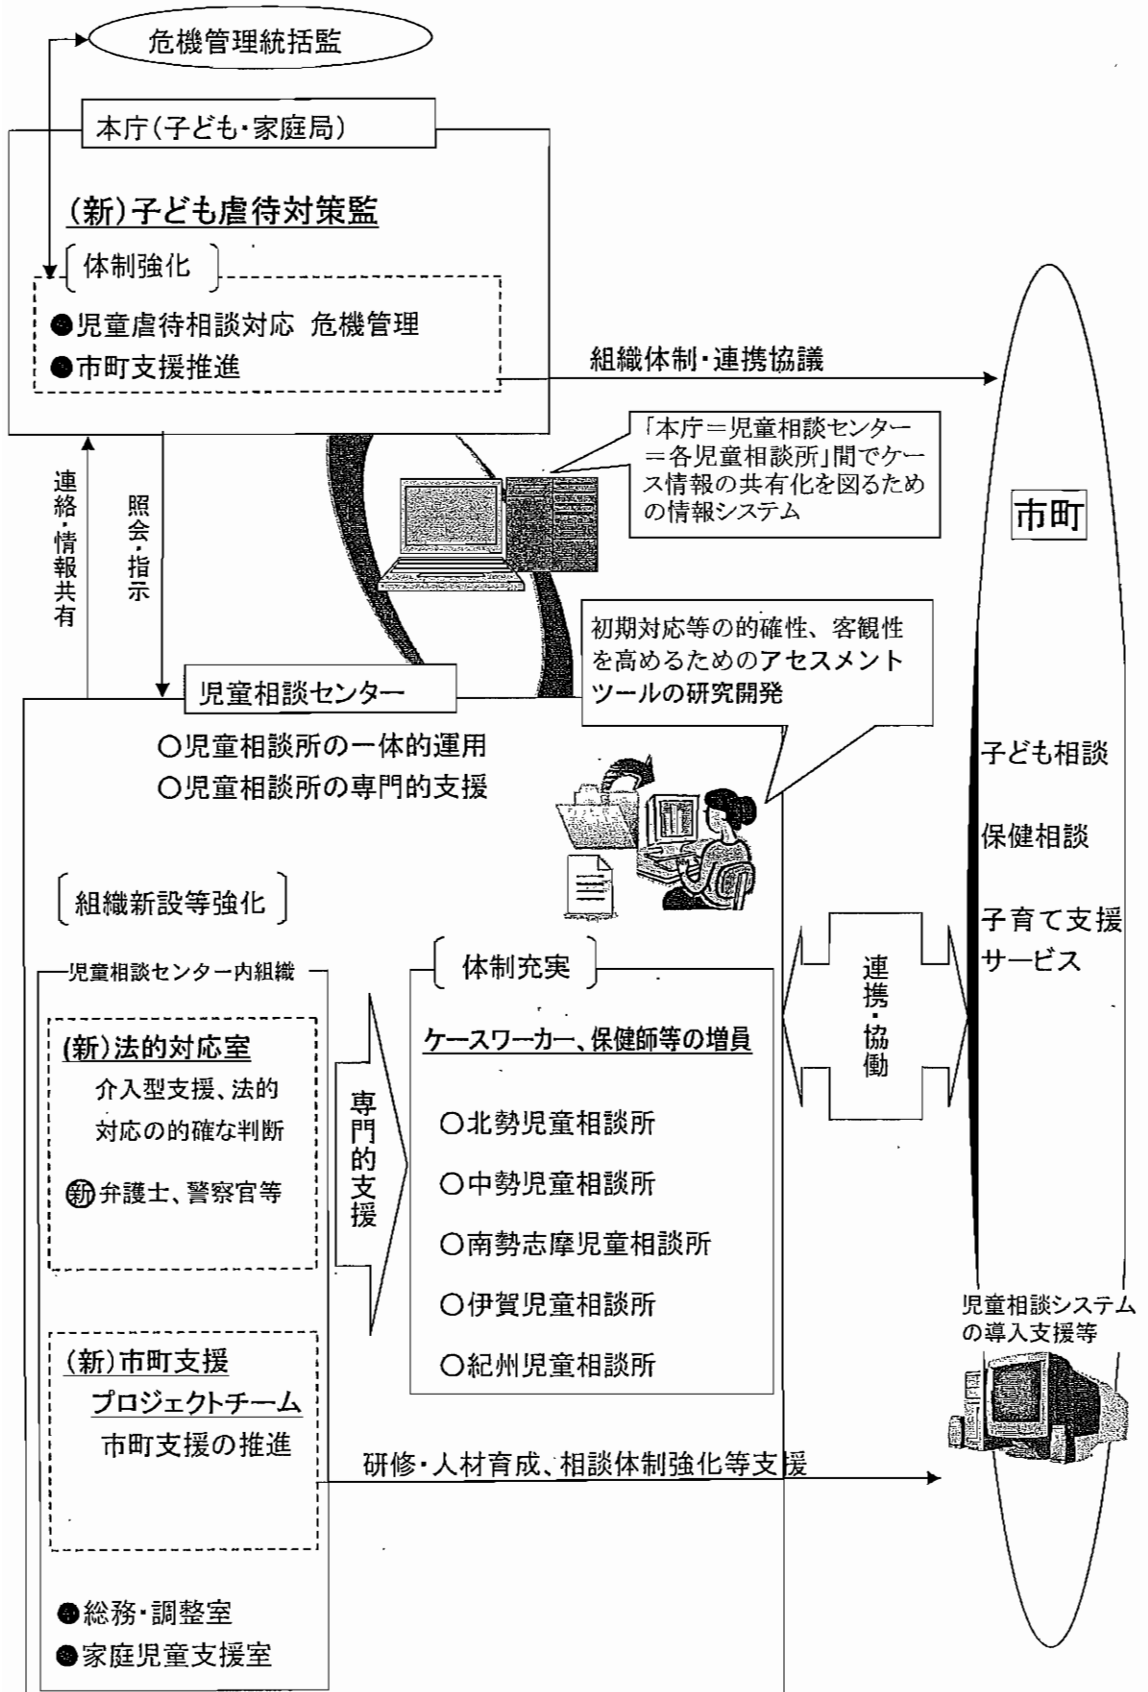 危機管理統括監
本庁(子ども・家庭局)
(新)子ども虐待対策監
体制強化
●児童虐待相談対応 危機管理
●市町支援推進
組織体制・連携協議
「本庁=児童相談センター
=各児童相談所」間でケー
ス情報の共有化を図るため
の情報システム
連絡・情報共有
照会・指示
市町
初期対応等の的確性、客観性
を高めるためのアセスメント
ツールの研究開発
児童相談センター
○児童相談所の一体的運用
○児童相談所の専門的支援
子ども相談
保健相談
子育て支援
サービス
組織新設等強化
児童相談センター内組織
体制充実
連携・協働
(新)法的対応室
介入型支援、法的
対応の的確な判断
新弁護士、警察官等
専門的支援
ケースワーカー、保健師等の増員
○北勢児童相談所
○中勢児童相談所
○南勢志摩児童相談所
○伊賀児童相談所
○紀州児童相談所
児童相談システム
の導入支援等
(新)市町支援
プロジェクトチーム
市町支援の推進
研修・人材育成、相談体制強化等支援
●総務・調整室
●家庭児童支援室